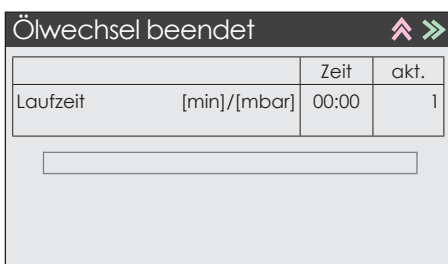 Ölwechsel beendet
Zeit akt.
Laufzeit [min]/[mbar] 00:00 1